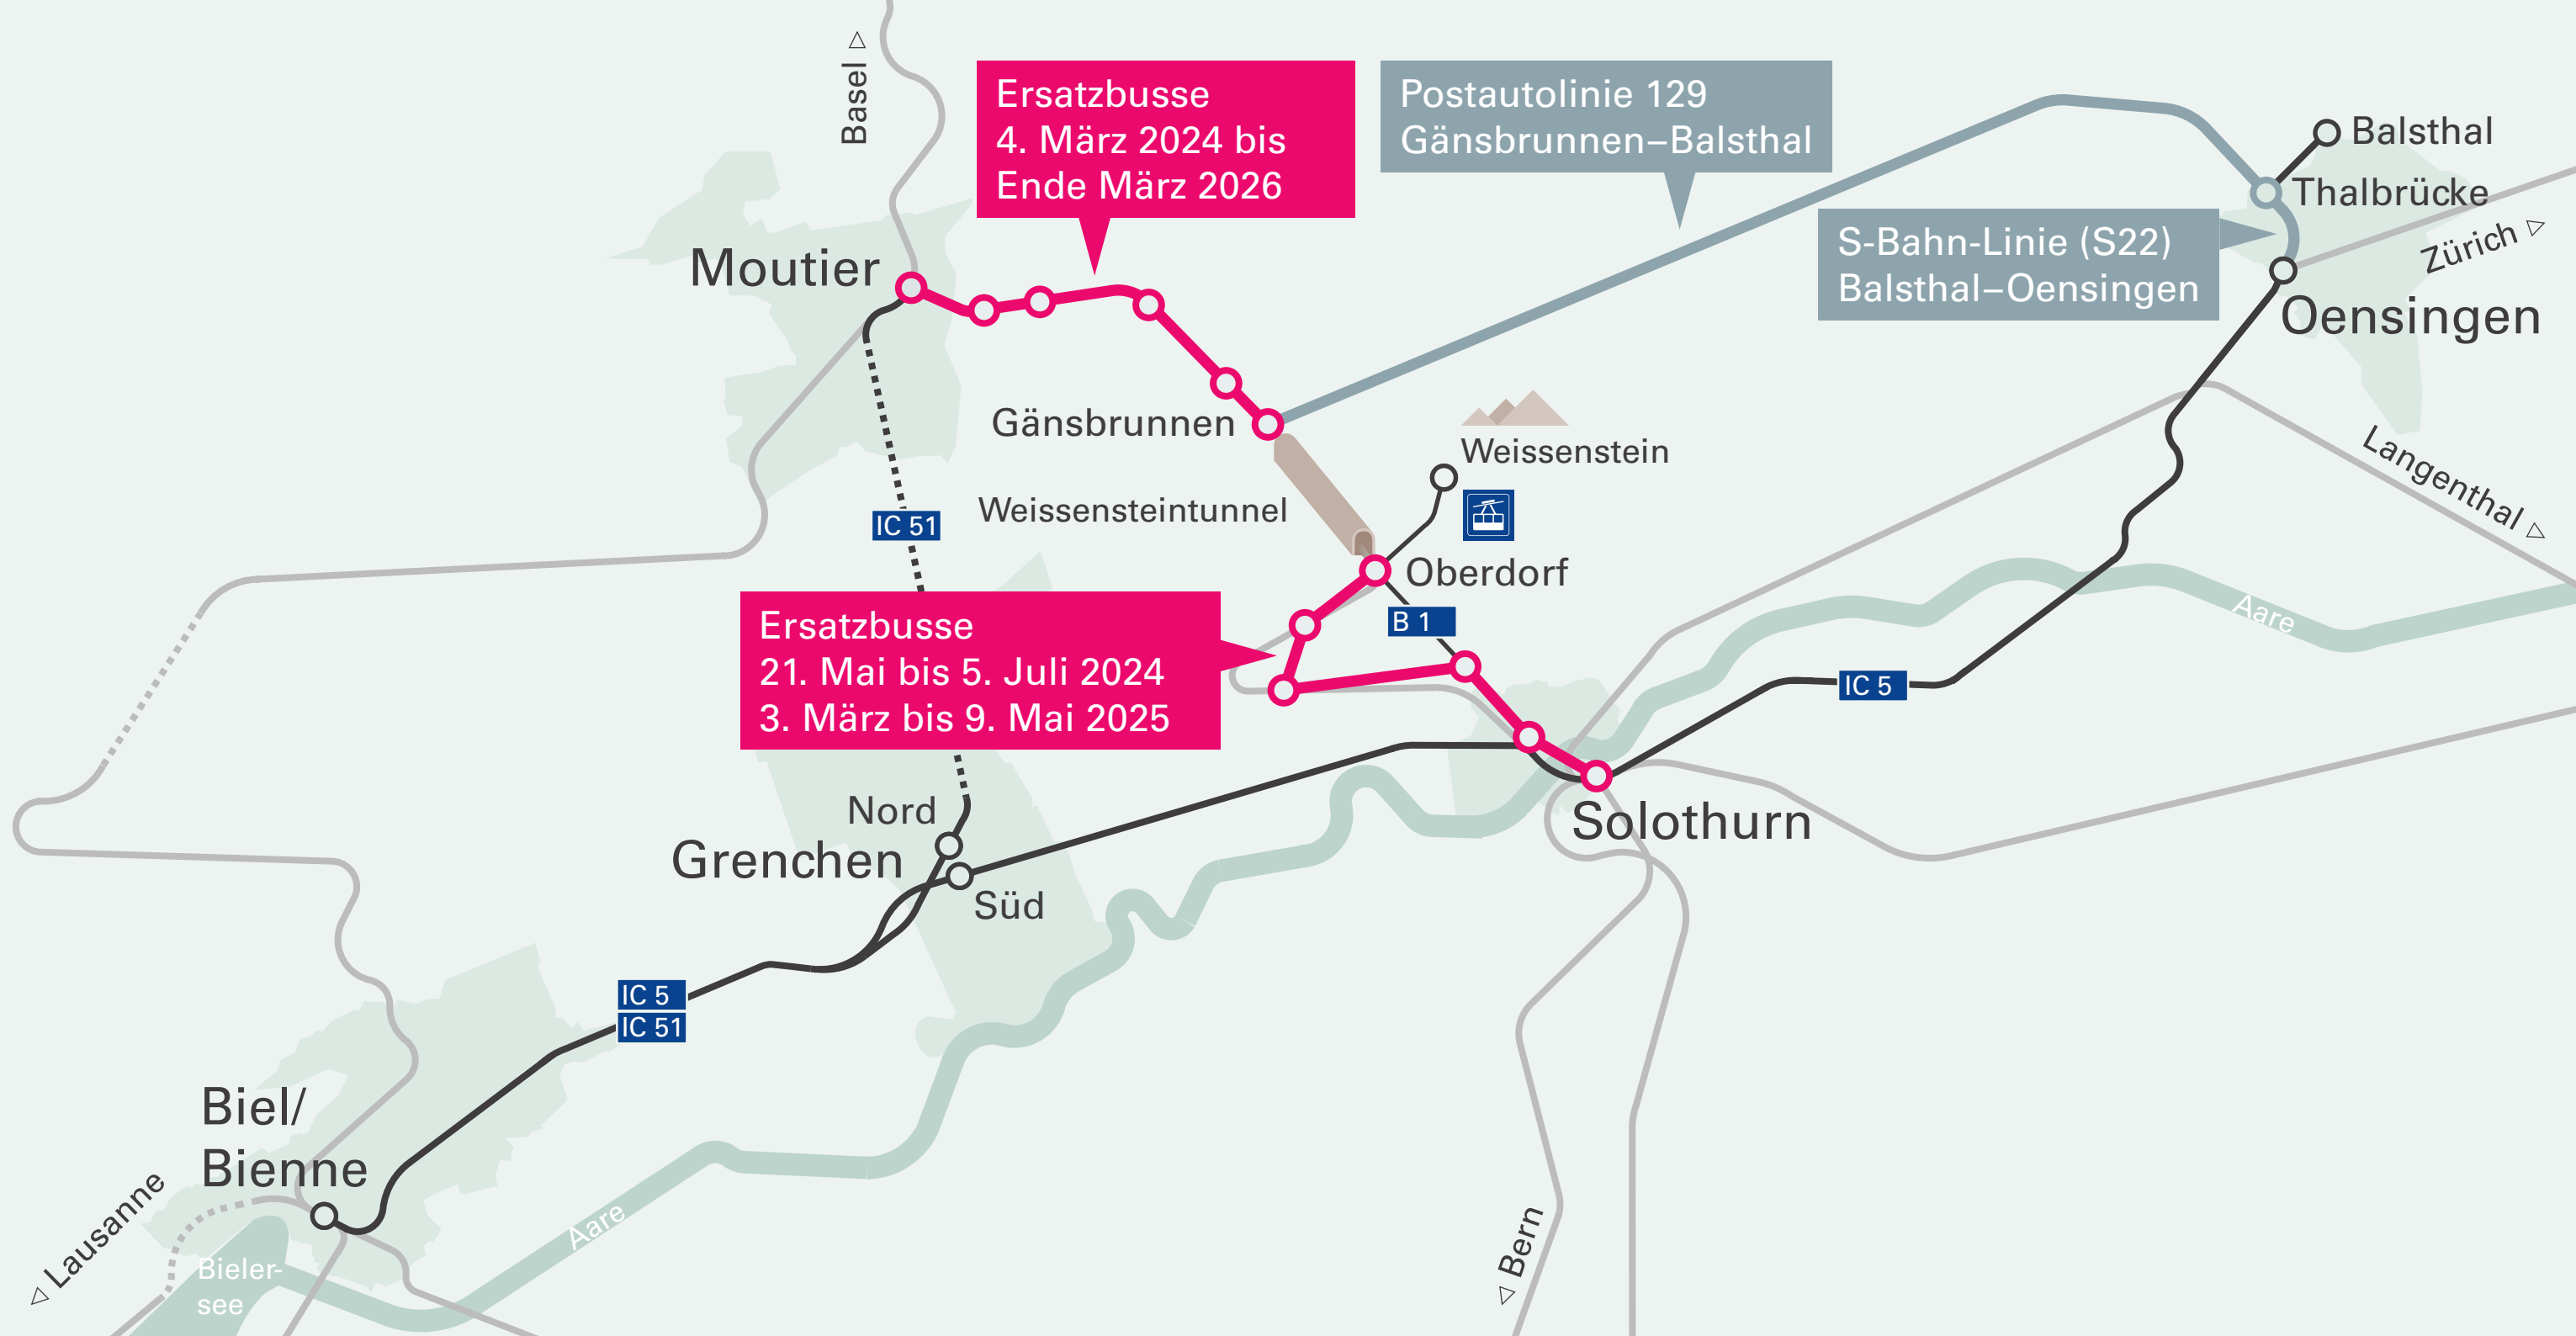 Basel
Ersatzbusse
4. März 2024 bis
Ende März 2026
Postautolinie 129
Gänsbrunnen–Balsthal
Balsthal
Thalbrücke
S-Bahn-Linie (S22)
Balsthal–Oensingen
Zürich
Oensingen
Moutier
Gänsbrunnen
Weissenstein
Weissensteintunnel
IC 51
Langenthal
Oberdorf
B 1
Aare
Ersatzbusse
21. Mai bis 5. Juli 2024
3. März bis 9. Mai 2025
IC 5
Solothurn
Nord
Grenchen
Süd
IC 5
IC 51
Biel/
Bienne
Lausanne
Aare
Bieler-
see
Bern